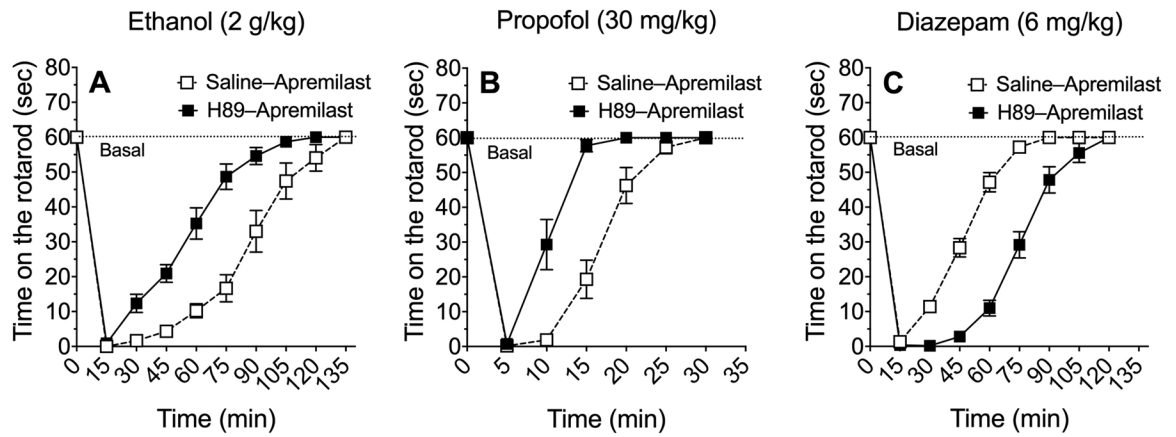 Ethanol (2 g/kg)
Propofol (30 mg/kg)
Diazepam (6 mg/kg)
A
Saline–Apremilast
H89–Apremilast
Basal
80
70
60
50
40
30
20
10
0
Time on the rotarod (sec)
0 15 30 45 60 75 90 105 120 135
Time (min)
B
Saline–Apremilast
H89–Apremilast
Basal
80
70
60
50
40
30
20
10
0
Time on the rotarod (sec)
0 5 10 15 20 25 30 35
Time (min)
C
Saline–Apremilast
H89–Apremilast
Basal
80
70
60
50
40
30
20
10
0
Time on the rotarod (sec)
0 15 30 45 60 75 90 105 120 135
Time (min)